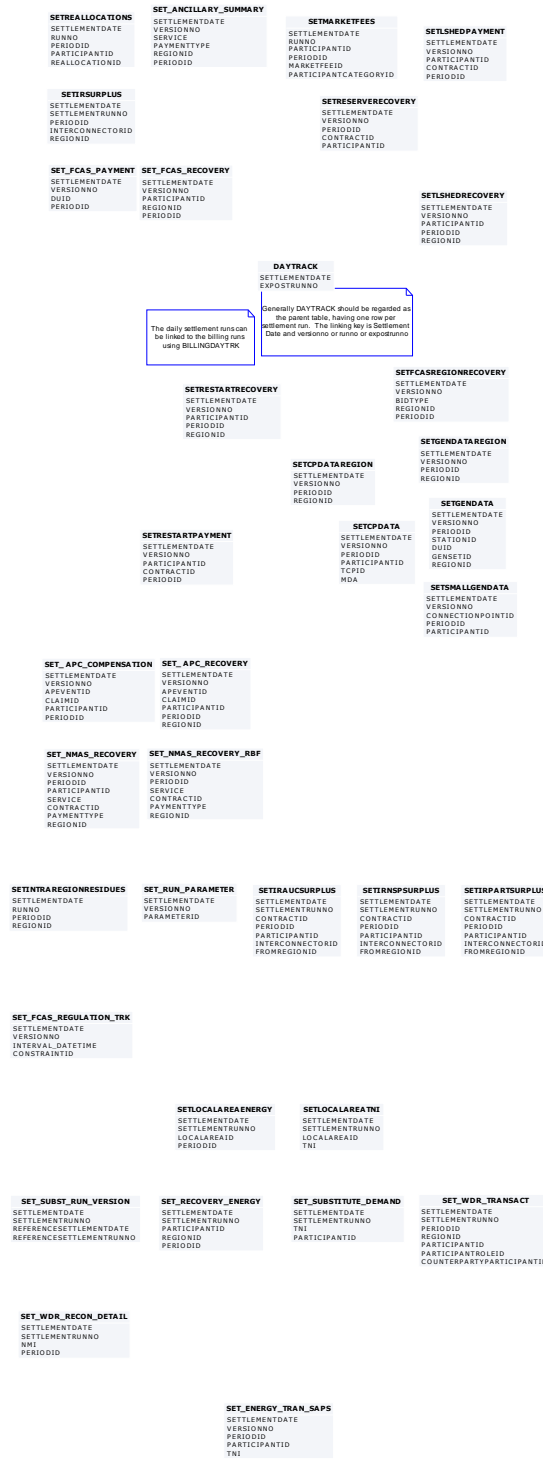 SETREALLOCATIONS
SETTLEMENTDATE
RUNNO
PERIODID
PARTICIPANTID
REALLOCATIONID
SET_ANCILLARY_SUMMARY
SETTLEMENTDATE
VERSIONNO
SERVICE
PAYMENTTYPE
REGIONID
PERIODID
SETMARKETFEES
SETTLEMENTDATE
RUNNO
PARTICIPANTID
PERIODID
MARKETFEEID
PARTICIPANTCATEGORYID
SETLSHEDPAYMENT
SETTLEMENTDATE
VERSIONNO
PARTICIPANTID
CONTRACTID
PERIODID
SETIRSURPLUS
SETTLEMENTDATE
SETTLEMENTRUNNO
PERIODID
INTERCONNECTORID
REGIONID
SETRESERVERECOVERY
SETTLEMENTDATE
VERSIONNO
PERIODID
CONTRACTID
PARTICIPANTID
SET_FCAS_PAYMENT
SETTLEMENTDATE
VERSIONNO
DUID
PERIODID
SET_FCAS_RECOVERY
SETTLEMENTDATE
VERSIONNO
PARTICIPANTID
REGIONID
PERIODID
SETLSHEDRECOVERY
SETTLEMENTDATE
VERSIONNO
PARTICIPANTID
PERIODID
REGIONID
DAYTRACK
SETTLEMENTDATE
EXPOSTRUNNO
Generally DAYTRACK should be regarded as
the parent table, having one row per
settlement run. The linking key is Settlement
Date and versionno or runno or expostrunno
The daily settlement runs can
be linked to the billing runs
using BILLINGDAYTRK
SETRESTARTRECOVERY
SETTLEMENTDATE
VERSIONNO
PARTICIPANTID
PERIODID
REGIONID
SETFCASREGIONRECOVERY
SETTLEMENTDATE
VERSIONNO
BIDTYPE
REGIONID
PERIODID
SETGENDATAREGION
SETTLEMENTDATE
VERSIONNO
PERIODID
REGIONID
SETCPDATAREGION
SETTLEMENTDATE
VERSIONNO
PERIODID
REGIONID
SETGENDATA
SETTLEMENTDATE
VERSIONNO
PERIODID
STATIONID
DUID
GENSETID
REGIONID
SETCPDATA
SETTLEMENTDATE
VERSIONNO
PERIODID
PARTICIPANTID
TCPID
MDA
SETRESTARTPAYMENT
SETTLEMENTDATE
VERSIONNO
PARTICIPANTID
CONTRACTID
PERIODID
SETSMALLGENDATA
SETTLEMENTDATE
VERSIONNO
CONNECTIONPOINTID
PERIODID
PARTICIPANTID
SET_ APC_COMPENSATION
SETTLEMENTDATE
VERSIONNO
APEVENTID
CLAIMID
PARTICIPANTID
PERIODID
SET_ APC_RECOVERY
SETTLEMENTDATE
VERSIONNO
APEVENTID
CLAIMID
PARTICIPANTID
PERIODID
REGIONID
SET_NMAS_RECOVERY
SETTLEMENTDATE
VERSIONNO
PERIODID
PARTICIPANTID
SERVICE
CONTRACTID
PAYMENTTYPE
REGIONID
SET_NMAS_RECOVERY_RBF
SETTLEMENTDATE
VERSIONNO
PERIODID
SERVICE
CONTRACTID
PAYMENTTYPE
REGIONID
SETINTRAREGIONRESIDUES
SETTLEMENTDATE
RUNNO
PERIODID
REGIONID
SET_RUN_PARAMETER
SETTLEMENTDATE
VERSIONNO
PARAMETERID
SETIRAUCSURPLUS
SETTLEMENTDATE
SETTLEMENTRUNNO
CONTRACTID
PERIODID
PARTICIPANTID
INTERCONNECTORID
FROMREGIONID
SETIRNSPSURPLUS
SETTLEMENTDATE
SETTLEMENTRUNNO
CONTRACTID
PERIODID
PARTICIPANTID
INTERCONNECTORID
FROMREGIONID
SETIRPARTSURPLUS
SETTLEMENTDATE
SETTLEMENTRUNNO
CONTRACTID
PERIODID
PARTICIPANTID
INTERCONNECTORID
FROMREGIONID
SET_FCAS_REGULATION_TRK
SETTLEMENTDATE
VERSIONNO
INTERVAL_DATETIME
CONSTRAINTID
SETLOCALAREAENERGY
SETTLEMENTDATE
SETTLEMENTRUNNO
LOCALAREAID
PERIODID
SETLOCALAREATNI
SETTLEMENTDATE
SETTLEMENTRUNNO
LOCALAREAID
TNI
SET_SUBST_RUN_VERSION
SETTLEMENTDATE
SETTLEMENTRUNNO
REFERENCESETTLEMENTDATE
REFERENCESETTLEMENTRUNNO
SET_RECOVERY_ENERGY
SETTLEMENTDATE
SETTLEMENTRUNNO
PARTICIPANTID
REGIONID
PERIODID
SET_SUBSTITUTE_DEMAND
SETTLEMENTDATE
SETTLEMENTRUNNO
TNI
PARTICIPANTID
SET_WDR_TRANSACT
SETTLEMENTDATE
SETTLEMENTRUNNO
PERIODID
REGIONID
PARTICIPANTID
PARTICIPANTROLEID
COUNTERPARTYPARTICIPANTID
SET_WDR_RECON_DETAIL
SETTLEMENTDATE
SETTLEMENTRUNNO
NMI
PERIODID
SET_ENERGY_TRAN_SAPS
SETTLEMENTDATE
VERSIONNO
PERIODID
PARTICIPANTID
TNI